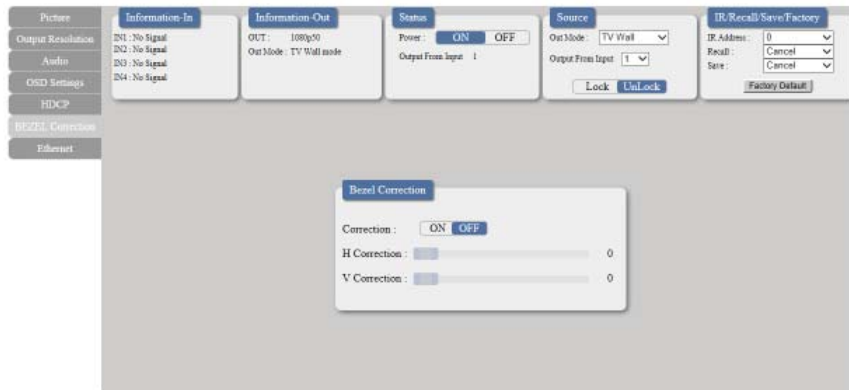 Picture
Output Resolution
Audio
OSD Settings
HDCP
BEZEL Correction
Ethernet
Information-In
IN1 : No Signal
IN2 : No Signal
IN3 : No Signal
IN4 : No Signal
Information-Out
OUT : 1080p50
Out Mode : TV Wall mode
Status
Power : ON OFF
Output From Input 1
Source
Out Mode : TV Wall
Output From Input 1
Lock UnLock
IR/Recall/Save/Factory
IR Address : 0
Recall : Cancel
Save : Cancel
Factory Default
Bezel Correction
Correction : ON OFF
H Correction : 0
V Correction : 0